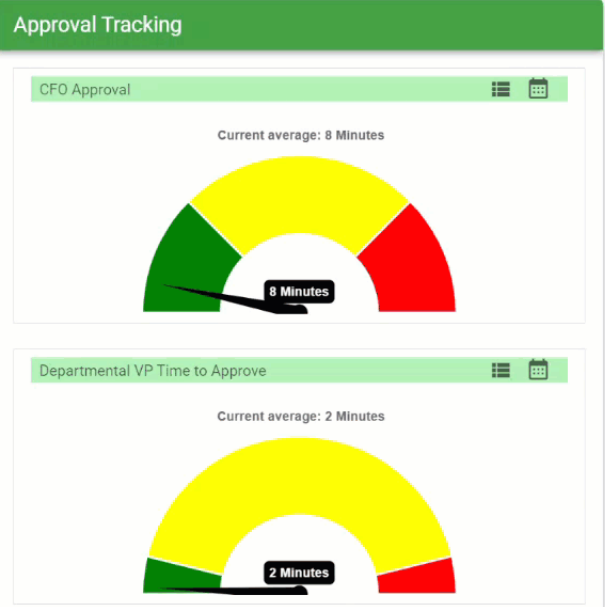 Approval Tracking
CFO Approval
Current average: 8 Minutes
8 Minutes
Departmental VP Time to Approve
Current average: 2 Minutes
2 Minutes